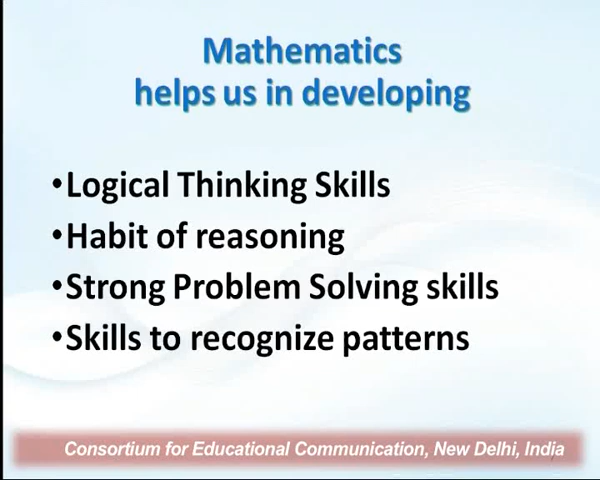 Mathematics
helps us in developing
•Logical Thinking Skills
•Habit of reasoning
•Strong Problem Solving skills
•Skills to recognize patterns
Consortium for Educational Communication, New Delhi, India